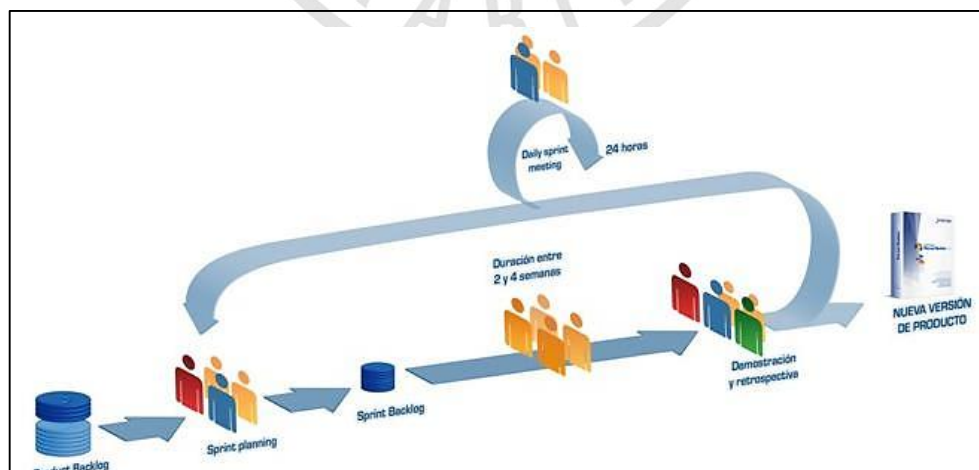 Daily sprint
meeting
24 horas
Duración entre
2 y 4 semanas
NUEVA VERSIÓN
DE PRODUCTO
Demostración
y retrospectiva
Sprint Backlog
Sprint planning
Product Backlog